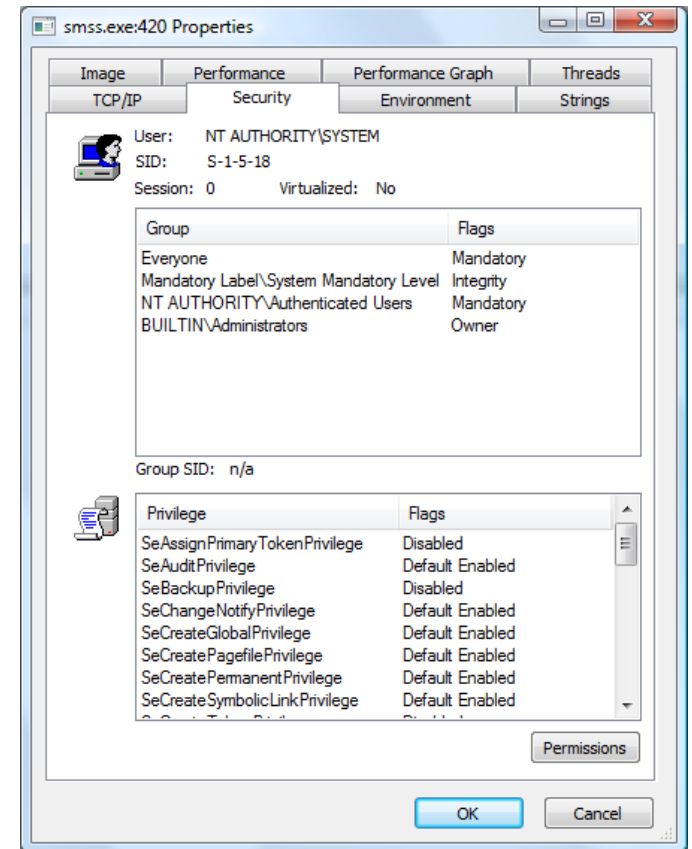 smss.exe:420 Properties
Image Performance Performance Graph Threads
TCP/IP Security Environment Strings
User: NT AUTHORITY\SYSTEM
SID: S-1-5-18
Session: 0 Virtualized: No
Group Flags
Everyone Mandatory
Mandatory Label\System Mandatory Level Integrity
NT AUTHORITY\Authenticated Users Mandatory
BUILTIN\Administrators Owner
Group SID: n/a
Privilege Flags
SeAssignPrimaryTokenPrivilege Disabled
SeAuditPrivilege Default Enabled
SeBackupPrivilege Disabled
SeChangeNotifyPrivilege Default Enabled
SeCreateGlobalPrivilege Default Enabled
SeCreatePagefilePrivilege Default Enabled
SeCreatePermanentPrivilege Default Enabled
SeCreateSymbolicLinkPrivilege Default Enabled
Permissions
OK Cancel